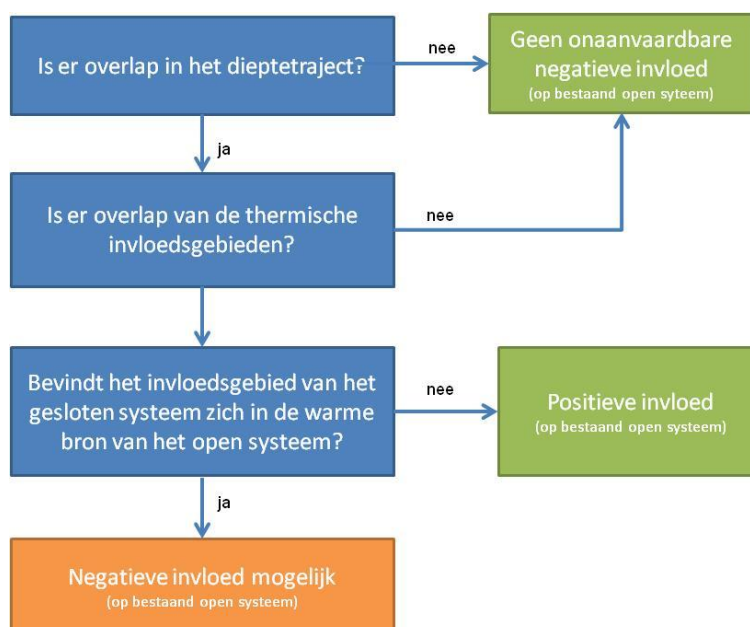 Is er overlap in het dieptetraject?
nee
Geen onaanvaardbare
negatieve invloed
(op bestaand open syteem)
ja
Is er overlap van de thermische
invloedsgebieden?
nee
Bevindt het invloedsgebied van het
gesloten systeem zich in de warme
bron van het open systeem?
nee
Positieve invloed
(op bestaand open systeem)
ja
Negatieve invloed mogelijk
(op bestaand open systeem)